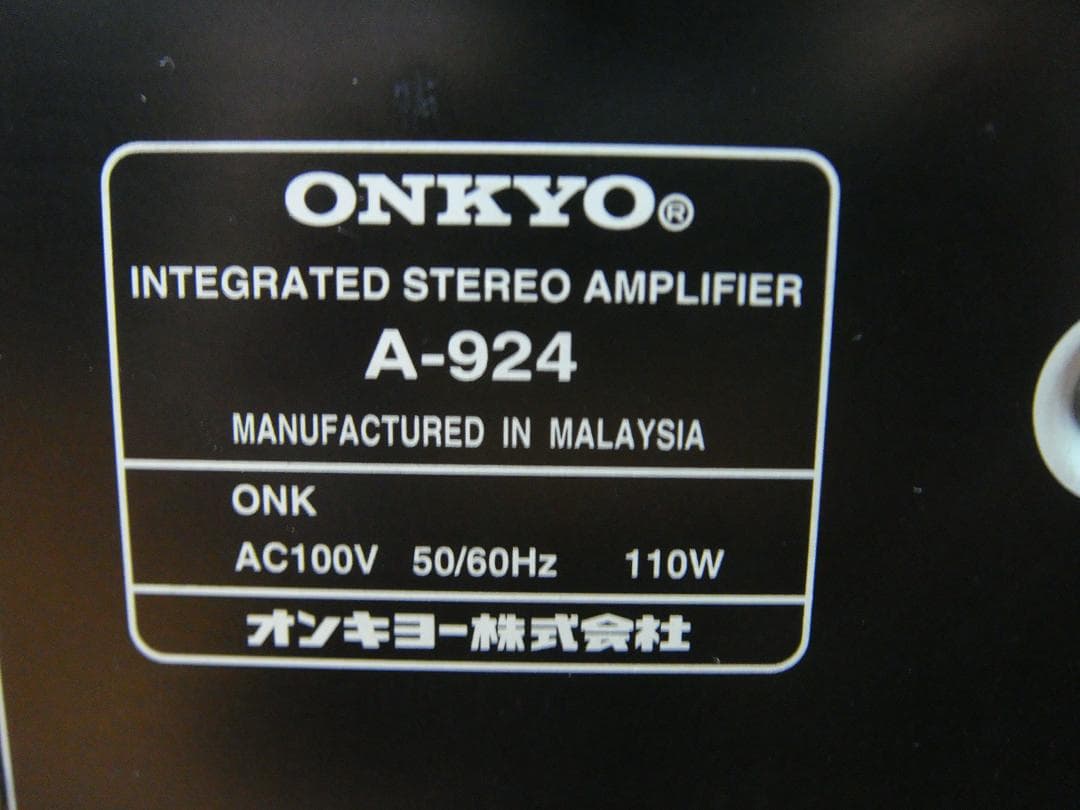 ONKYO®
INTEGRATED STEREO AMPLIFIER
A-924
MANUFACTURED IN MALAYSIA
ONK
AC100V 50/60Hz 110W
オンキヨー株式会社